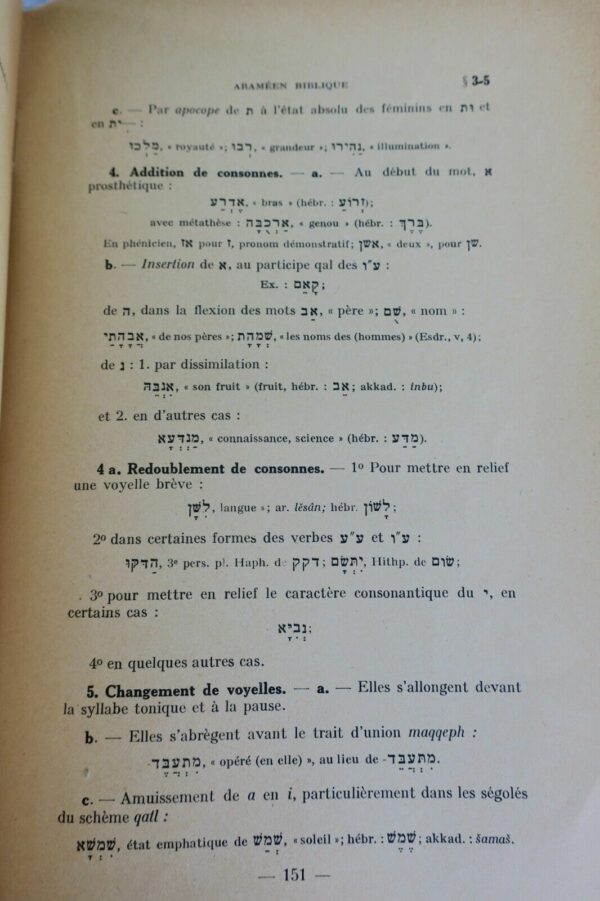 ARAMÉEN BIBLIQUE § 3-5
c. — Par apocope de ת à l'état absolu des féminins en וּת et
en ־ִית :
מַלְכוּ, « royauté »; רְבוּ, « grandeur »; נַהִירוּ, « illumination ».
4. Addition de consonnes. — a. — Au début du mot, א
prosthétique :
אֶדְרָע, « bras » (hébr. : זְרוֹעַ);
avec métathèse : אַרְכֻבָּה, « genou » (hébr. : בֶּרֶךְ).
En phénicien, אז pour ז, pronom démonstratif; אשן, « deux », pour שן.
b. — Insertion de א, au participe qal des ע״ו :
Ex. : קָאֵם;
de ה, dans la flexion des mots אַב, « père »; שֻׁם, « nom » :
אֲבָהָתַי, « de nos pères »; שְׁמָהָת, « les noms des (hommes) » (Esdr., v, 4);
de נ : 1. par dissimilation :
אִנְבֵּהּ, « son fruit » (fruit, hébr. : אֵב; akkad. : inbu);
et 2. en d'autres cas :
מַנְדְּעָא, « connaissance, science » (hébr. : מַדַּע).
4 a. Redoublement de consonnes. — 1º Pour mettre en relief
une voyelle brève :
לִשָּׁן, langue »; ar. lĕsân; hébr. לָשׁוֹן;
2º dans certaines formes des verbes ע״ע et ע״ו :
הַדִּקוּ, 3e pers. pl. Haph. de דקק; יִתְּשָׂם, Hithp. de שׂום;
3º pour mettre en relief le caractère consonantique du י, en
certains cas :
נְבִיָּא;
4º en quelques autres cas.
5. Changement de voyelles. — a. — Elles s'allongent devant
la syllabe tonique et à la pause.
b. — Elles s'abrègent avant le trait d'union maqqeph :
מִתְעֲבֶד־, « opéré (en elle) », au lieu de מִתְעֲבֵד־.
c. — Amuissement de a en i, particulièrement dans les ségolés
du schème qatl :
שִׁמְשָׁא, état emphatique de שְׁמַשׁ, « soleil »; hébr. : שֶׁמֶשׁ; akkad. : šamaš.
— 151 —